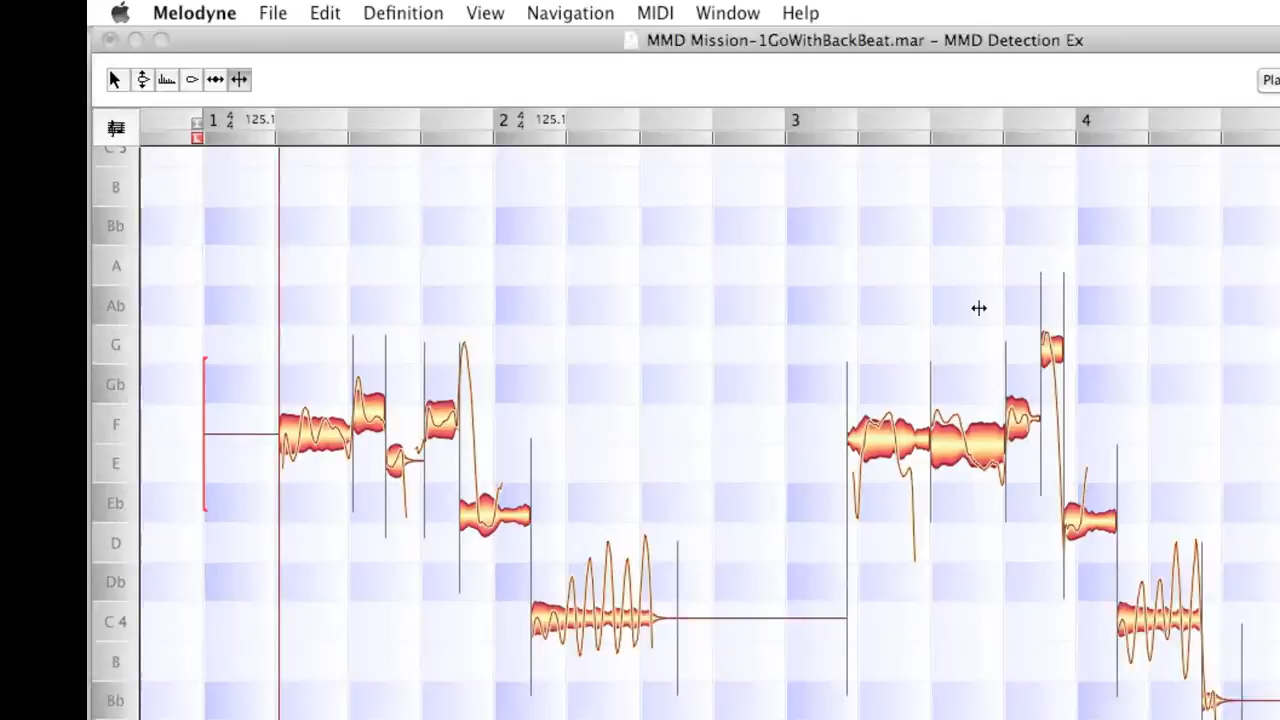 Melodyne File Edit Definition View Navigation MIDI Window Help
MMD Mission-1GoWithBackBeat.mar – MMD Detection Ex
Pla
1 4/4 125.1 2 4/4 125.1 3 4
C 5
B
Bb
A
Ab
G
Gb
F
E
Eb
D
Db
C 4
B
Bb